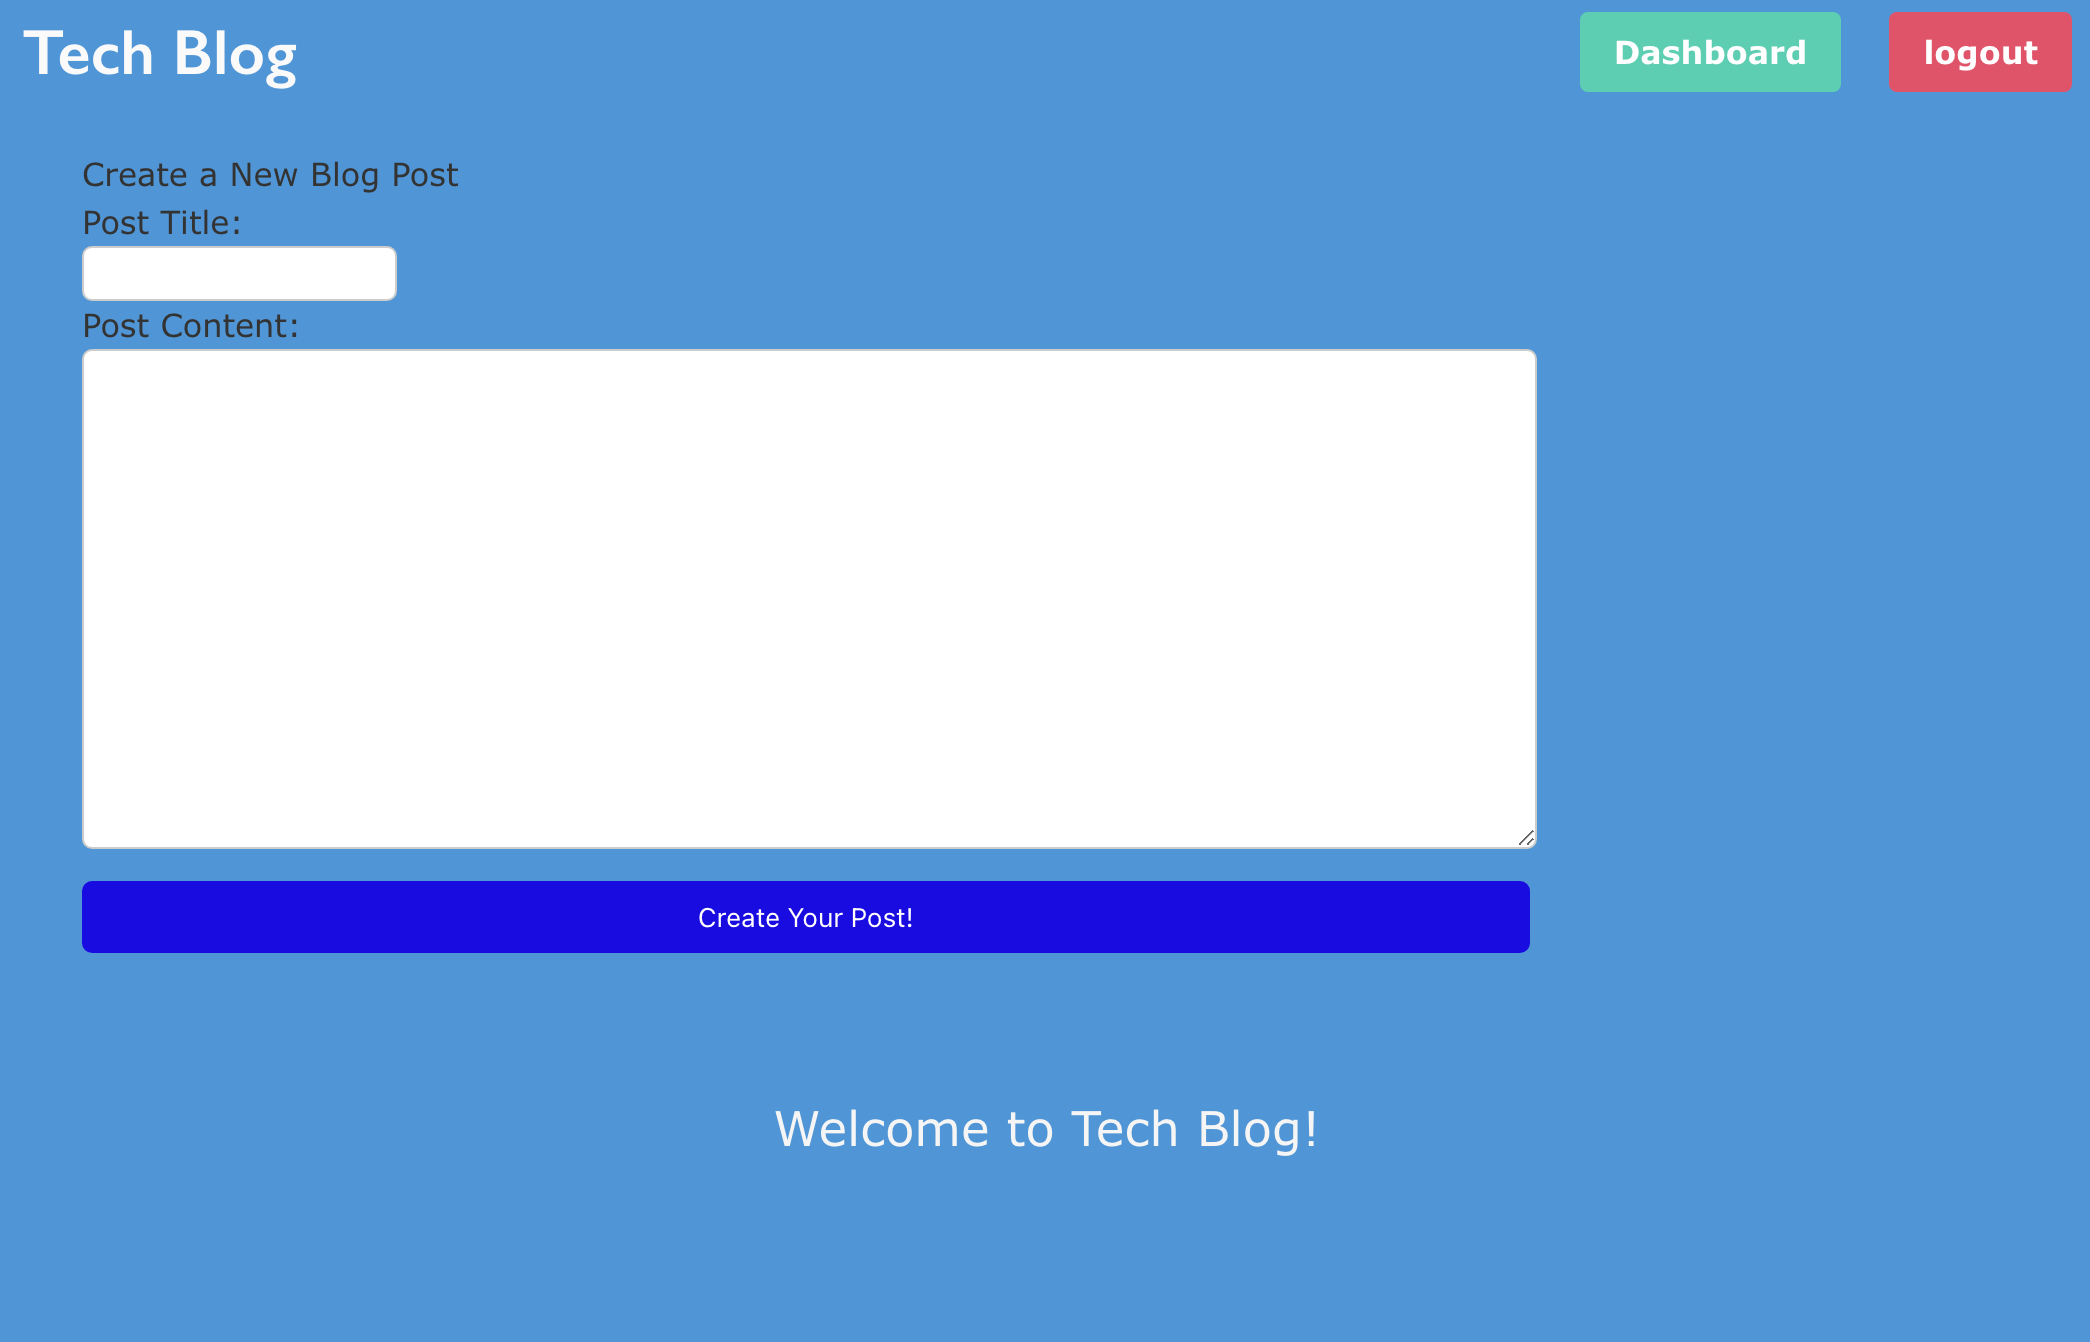 Tech Blog
Dashboard
logout
Create a New Blog Post
Post Title:
Post Content:
Create Your Post!
Welcome to Tech Blog!